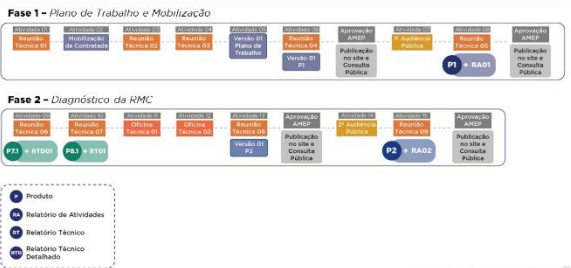 Fase 1 – Plano de Trabalho e Mobilização
Atividade 01
Reunião
Técnica 01
Atividade 02
Mobilização
da Contratada
Atividade 03
Reunião
Técnica 02
Atividade 04
Reunião
Técnica 03
Atividade 05
Versão 01
Plano de
Trabalho
Atividade 06
Reunião
Técnica 04
Versão 01
P1
Aprovação
AMEP
Publicação
no site e
Consulta
Pública
Atividade 07
1ª Audiência
Pública
Atividade 08
Reunião
Técnica 05
P1 + RA01
Aprovação
AMEP
Publicação
no site e
Consulta
Pública
Fase 2 – Diagnóstico da RMC
Atividade 09
Reunião
Técnica 06
P7.1 + RTD01
Atividade 10
Reunião
Técnica 07
P8.1 + RT01
Atividade 11
Oficina
Técnica 01
Atividade 12
Oficina
Técnica 02
Atividade 13
Reunião
Técnica 08
Versão 01
P2
Aprovação
AMEP
Publicação
no site e
Consulta
Pública
Atividade 14
2ª Audiência
Pública
Atividade 15
Reunião
Técnica 09
P2 + RA02
Aprovação
AMEP
Publicação
no site e
Consulta
Pública
P Produto
RA Relatório de Atividades
RT Relatório Técnico
RTD Relatório Técnico
Detalhado